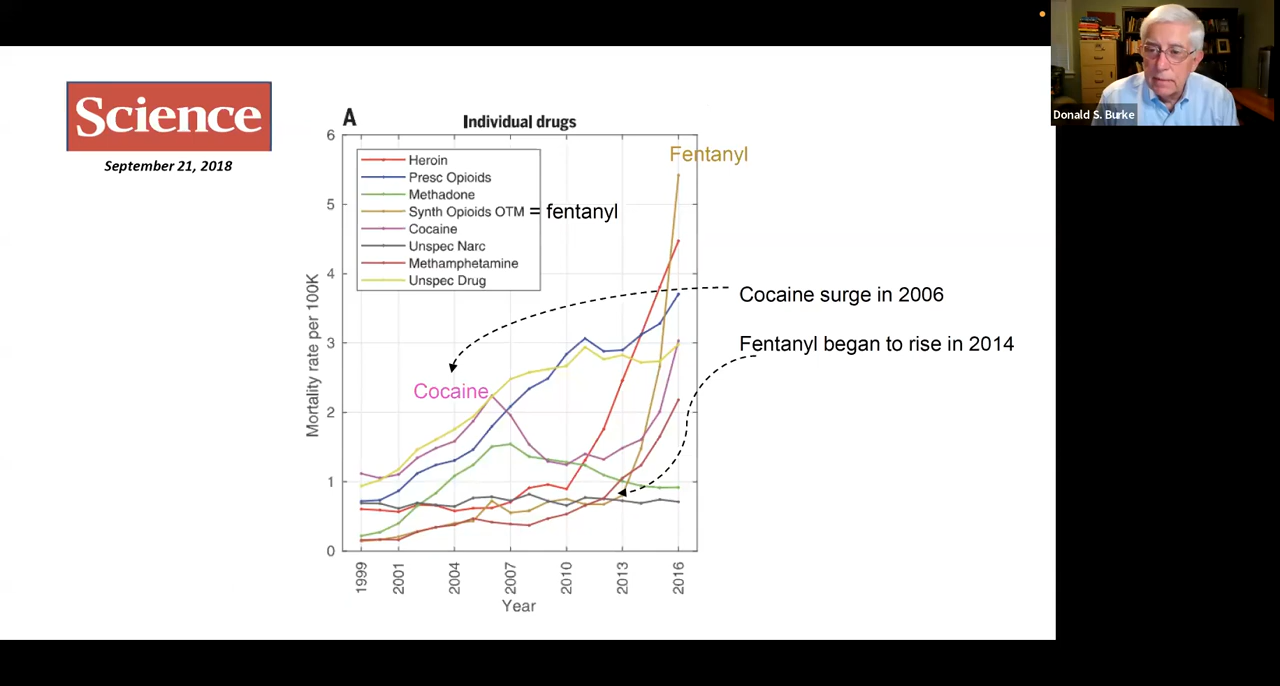 Donald S. Burke
Science
September 21, 2018
A
Individual drugs
Fentanyl
Heroin
Presc Opioids
Methadone
Synth Opioids OTM = fentanyl
Cocaine
Unspec Narc
Methamphetamine
Unspec Drug
Cocaine surge in 2006
Fentanyl began to rise in 2014
Cocaine
Mortality rate per 100K
6
5
4
3
2
1
0
1999
2001
2004
2007
2010
2013
2016
Year